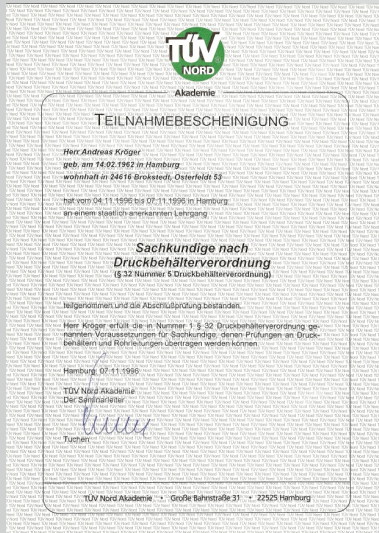 TÜV
NORD
Akademie
TEILNAHMEBESCHEINIGUNG
Herr Andreas Kröger
geb. am 14.02.1962 in Hamburg
wohnhaft in 24616 Brokstedt, Osterfeldt 53
hat vom 04.11.1996 bis 07.11.1996 in Hamburg
an einem staatlich anerkannten Lehrgang
Sachkundige nach
Druckbehälterverordnung
(§ 32 Nummer 5 Druckbehälterverordnung)
teilgenommen und die Abschlußprüfung bestanden.
Herr Kröger erfüllt die in Nummer 1 § 32 Druckbehälterverordnung ge-
nannten Voraussetzungen für Sachkundige, denen Prüfungen an Druck-
behältern und Rohrleitungen übertragen werden können.
Hamburg, 07.11.1996
TÜV Nord Akademie
Der Seminarleiter
Tuchen
TÜV Nord Akademie • Große Bahnstraße 31 • 22525 Hamburg